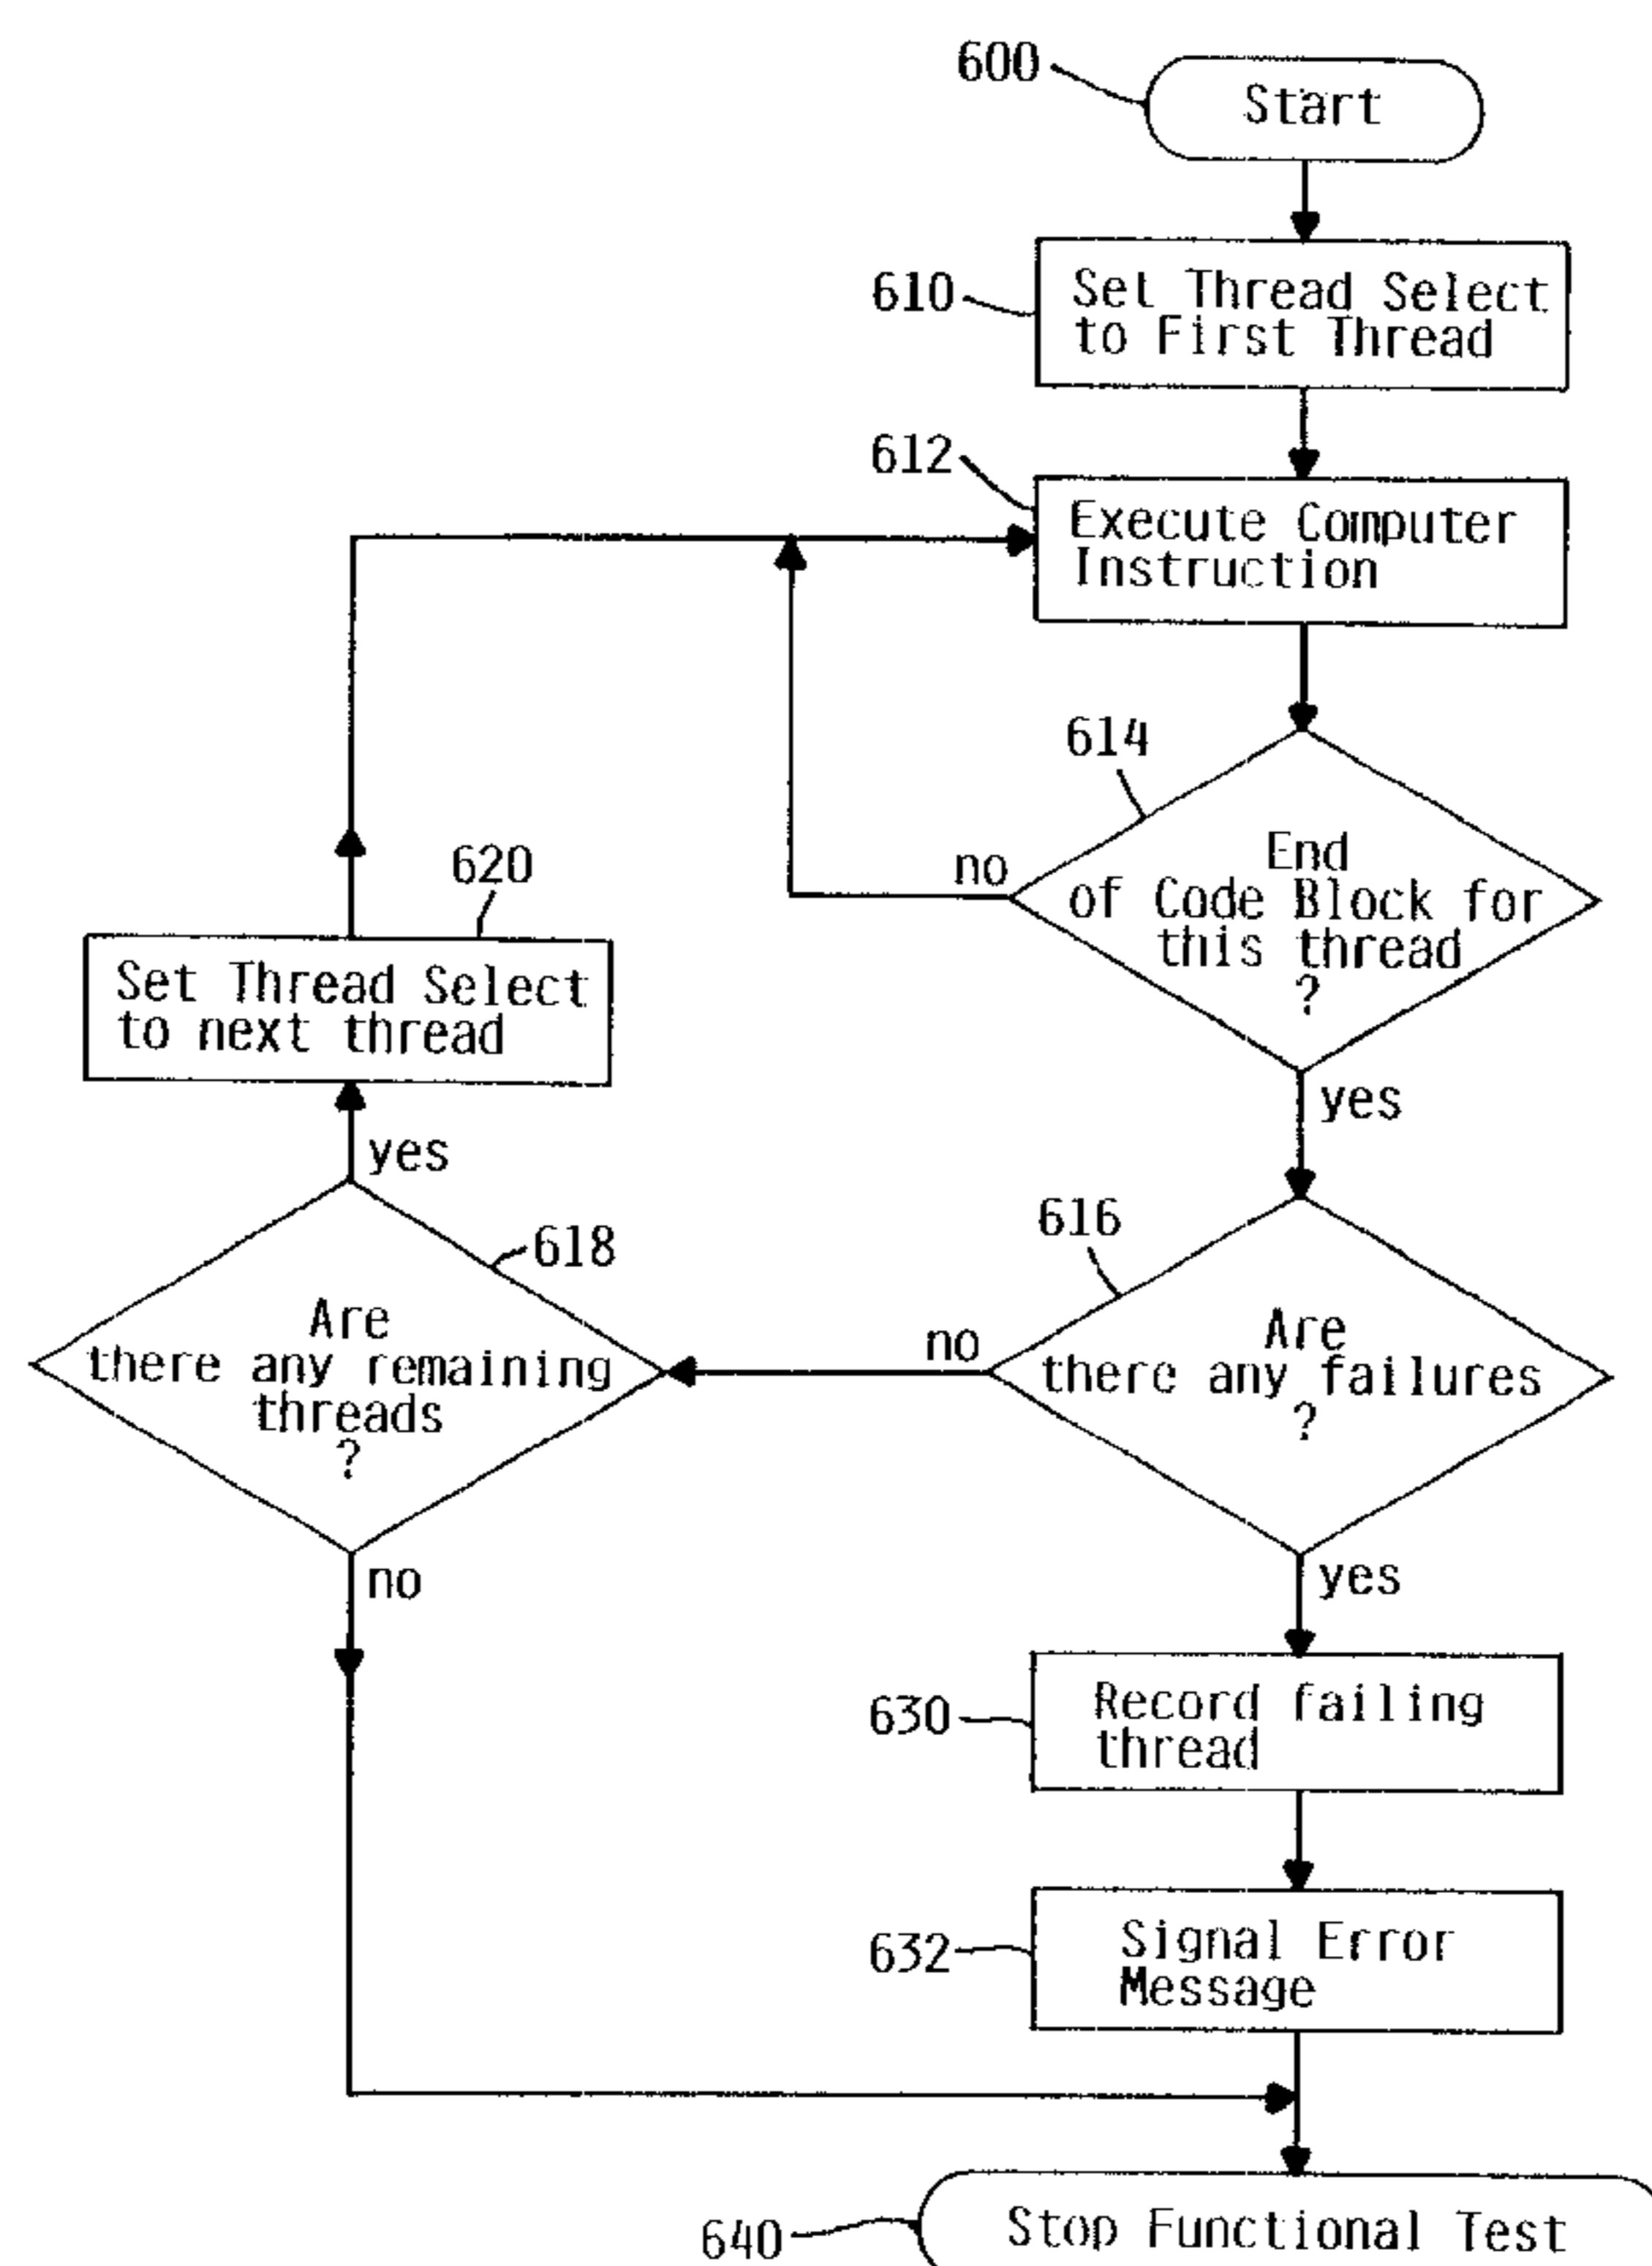 600
Start
610
Set Thread Select
to First Thread
612
Execute Computer
Instruction
614
End
of Code Block for
this thread
?
no
yes
620
Set Thread Select
to next thread
yes
618
Are
there any remaining
threads
?
no
616
Are
there any failures
?
no
yes
630
Record failing
thread
632
Signal Error
Message
640
Stop Functional Test